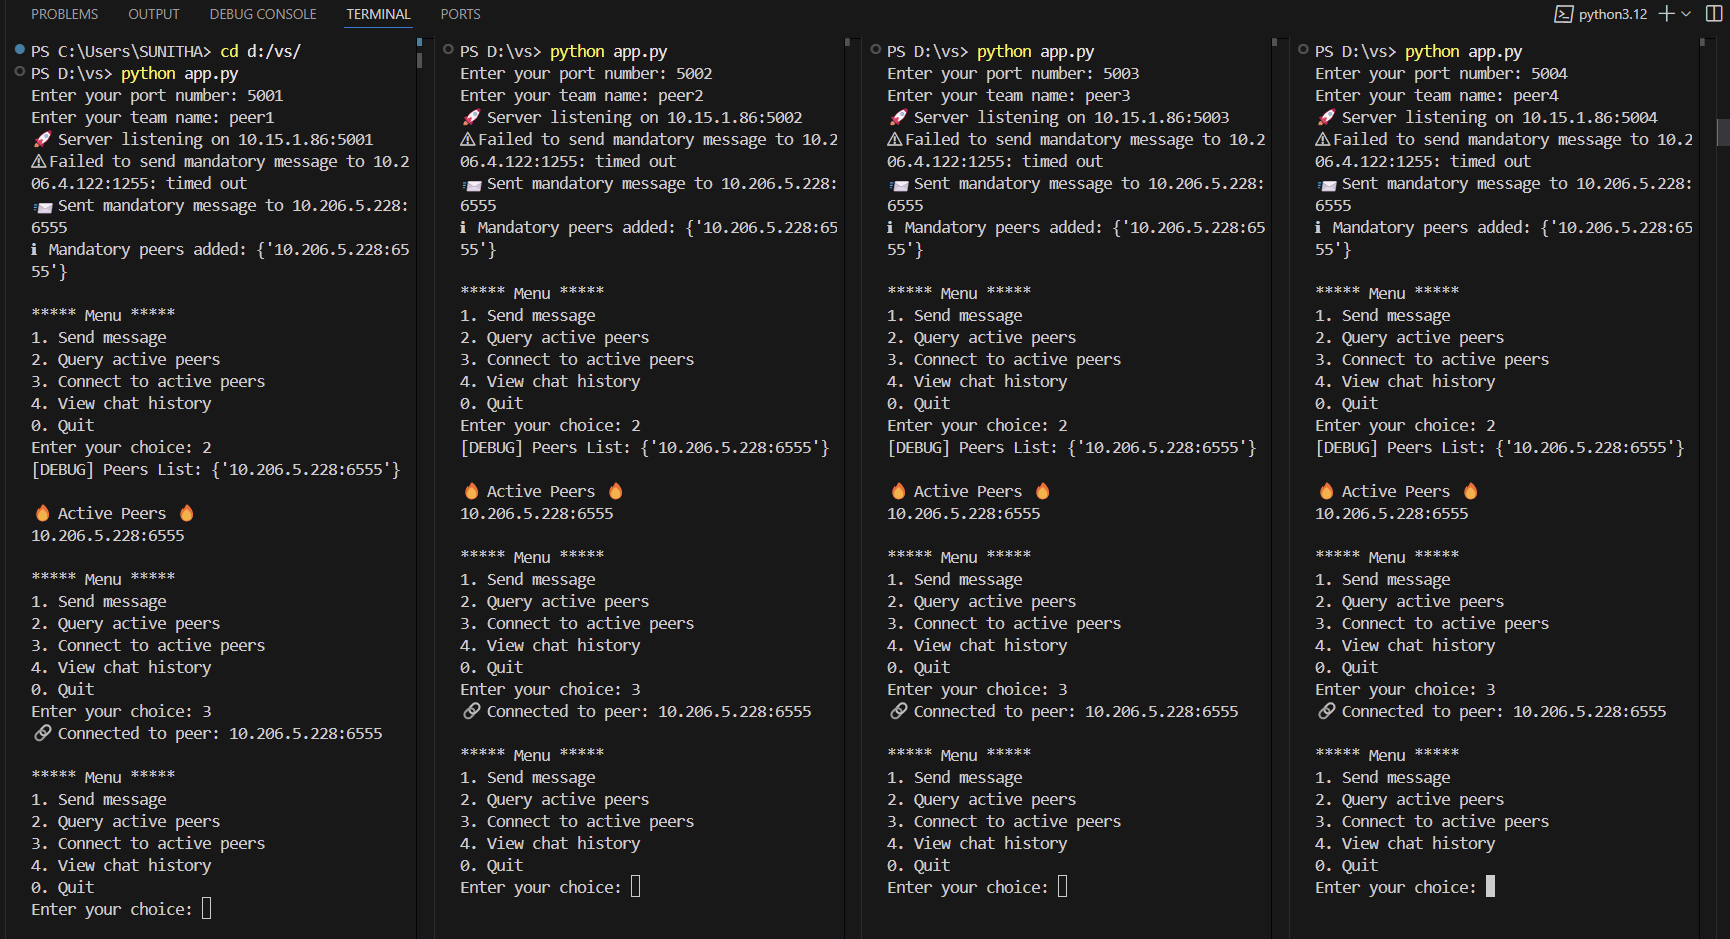 PROBLEMS OUTPUT DEBUG CONSOLE TERMINAL PORTS
python3.12
PS C:\Users\SUNITHA> cd d:/vs/
PS D:\vs> python app.py
Enter your port number: 5001
Enter your team name: peer1
🚀 Server listening on 10.15.1.86:5001
⚠Failed to send mandatory message to 10.2
06.4.122:1255: timed out
📨 Sent mandatory message to 10.206.5.228:
6555
ℹ Mandatory peers added: {'10.206.5.228:65
55'}
***** Menu *****
1. Send message
2. Query active peers
3. Connect to active peers
4. View chat history
0. Quit
Enter your choice: 2
[DEBUG] Peers List: {'10.206.5.228:6555'}
🔥 Active Peers 🔥
10.206.5.228:6555
***** Menu *****
1. Send message
2. Query active peers
3. Connect to active peers
4. View chat history
0. Quit
Enter your choice: 3
🔗 Connected to peer: 10.206.5.228:6555
***** Menu *****
1. Send message
2. Query active peers
3. Connect to active peers
4. View chat history
0. Quit
Enter your choice:
PS D:\vs> python app.py
Enter your port number: 5002
Enter your team name: peer2
🚀 Server listening on 10.15.1.86:5002
⚠Failed to send mandatory message to 10.2
06.4.122:1255: timed out
📨 Sent mandatory message to 10.206.5.228:
6555
ℹ Mandatory peers added: {'10.206.5.228:65
55'}
***** Menu *****
1. Send message
2. Query active peers
3. Connect to active peers
4. View chat history
0. Quit
Enter your choice: 2
[DEBUG] Peers List: {'10.206.5.228:6555'}
🔥 Active Peers 🔥
10.206.5.228:6555
***** Menu *****
1. Send message
2. Query active peers
3. Connect to active peers
4. View chat history
0. Quit
Enter your choice: 3
🔗 Connected to peer: 10.206.5.228:6555
***** Menu *****
1. Send message
2. Query active peers
3. Connect to active peers
4. View chat history
0. Quit
Enter your choice:
PS D:\vs> python app.py
Enter your port number: 5003
Enter your team name: peer3
🚀 Server listening on 10.15.1.86:5003
⚠Failed to send mandatory message to 10.2
06.4.122:1255: timed out
📨 Sent mandatory message to 10.206.5.228:
6555
ℹ Mandatory peers added: {'10.206.5.228:65
55'}
***** Menu *****
1. Send message
2. Query active peers
3. Connect to active peers
4. View chat history
0. Quit
Enter your choice: 2
[DEBUG] Peers List: {'10.206.5.228:6555'}
🔥 Active Peers 🔥
10.206.5.228:6555
***** Menu *****
1. Send message
2. Query active peers
3. Connect to active peers
4. View chat history
0. Quit
Enter your choice: 3
🔗 Connected to peer: 10.206.5.228:6555
***** Menu *****
1. Send message
2. Query active peers
3. Connect to active peers
4. View chat history
0. Quit
Enter your choice:
PS D:\vs> python app.py
Enter your port number: 5004
Enter your team name: peer4
🚀 Server listening on 10.15.1.86:5004
⚠Failed to send mandatory message to 10.2
06.4.122:1255: timed out
📨 Sent mandatory message to 10.206.5.228:
6555
ℹ Mandatory peers added: {'10.206.5.228:65
55'}
***** Menu *****
1. Send message
2. Query active peers
3. Connect to active peers
4. View chat history
0. Quit
Enter your choice: 2
[DEBUG] Peers List: {'10.206.5.228:6555'}
🔥 Active Peers 🔥
10.206.5.228:6555
***** Menu *****
1. Send message
2. Query active peers
3. Connect to active peers
4. View chat history
0. Quit
Enter your choice: 3
🔗 Connected to peer: 10.206.5.228:6555
***** Menu *****
1. Send message
2. Query active peers
3. Connect to active peers
4. View chat history
0. Quit
Enter your choice: